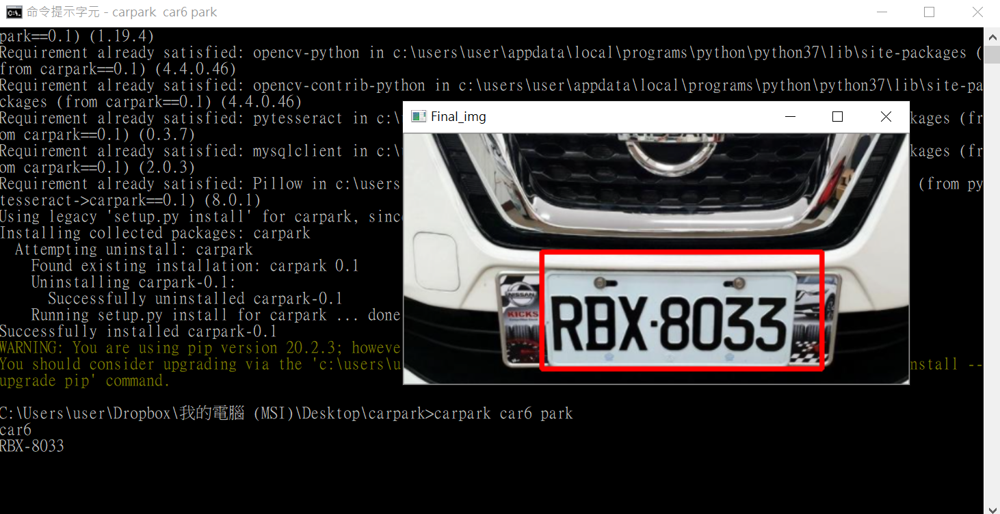 命令提示字元 - carpark  car6 park
park==0.1) (1.19.4)
Requirement already satisfied: opencv-python in c:\users\user\appdata\local\programs\python\python37\lib\site-packages (
from carpark==0.1) (4.4.0.46)
Requirement already satisfied: opencv-contrib-python in c:\users\user\appdata\local\programs\python\python37\lib\site-pa
ckages (from carpark==0.1) (4.4.0.46)
Requirement already satisfied: pytesseract in c:\ kages (fr
om carpark==0.1) (0.3.7)
Requirement already satisfied: mysqlclient in c:\ kages (fr
om carpark==0.1) (2.0.3)
Requirement already satisfied: Pillow in c:\users (from py
tesseract->carpark==0.1) (8.0.1)
Using legacy 'setup.py install' for carpark, sinc
Installing collected packages: carpark
  Attempting uninstall: carpark
    Found existing installation: carpark 0.1
    Uninstalling carpark-0.1:
      Successfully uninstalled carpark-0.1
    Running setup.py install for carpark ... done
Successfully installed carpark-0.1
WARNING: You are using pip version 20.2.3; howeve
You should consider upgrading via the 'c:\users\u nstall --
upgrade pip' command.
C:\Users\user\Dropbox\我的電腦 (MSI)\Desktop\carpark>carpark car6 park
car6
RBX-8033
Final_img
NISSAN
KICKS
RBX·8033